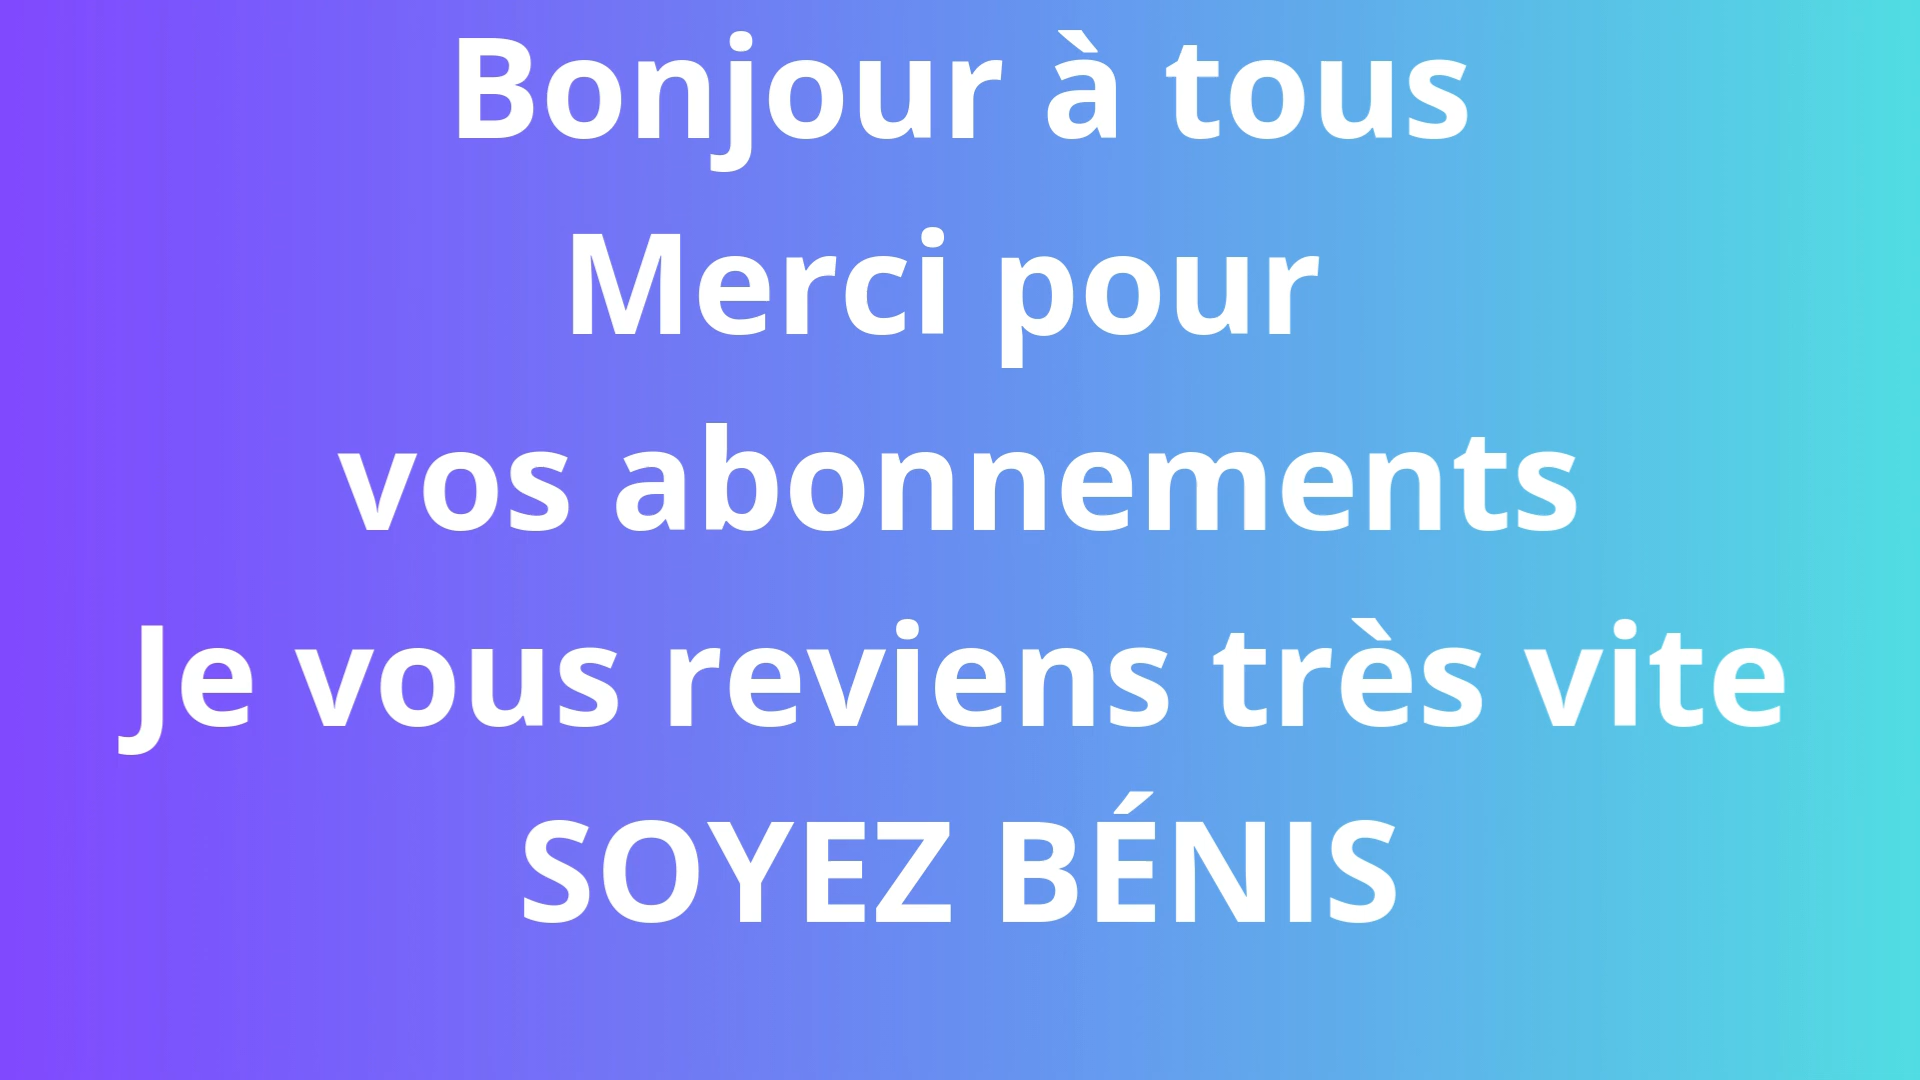 Bonjour à tous
Merci pour
vos abonnements
Je vous reviens très vite
SOYEZ BÉNIS